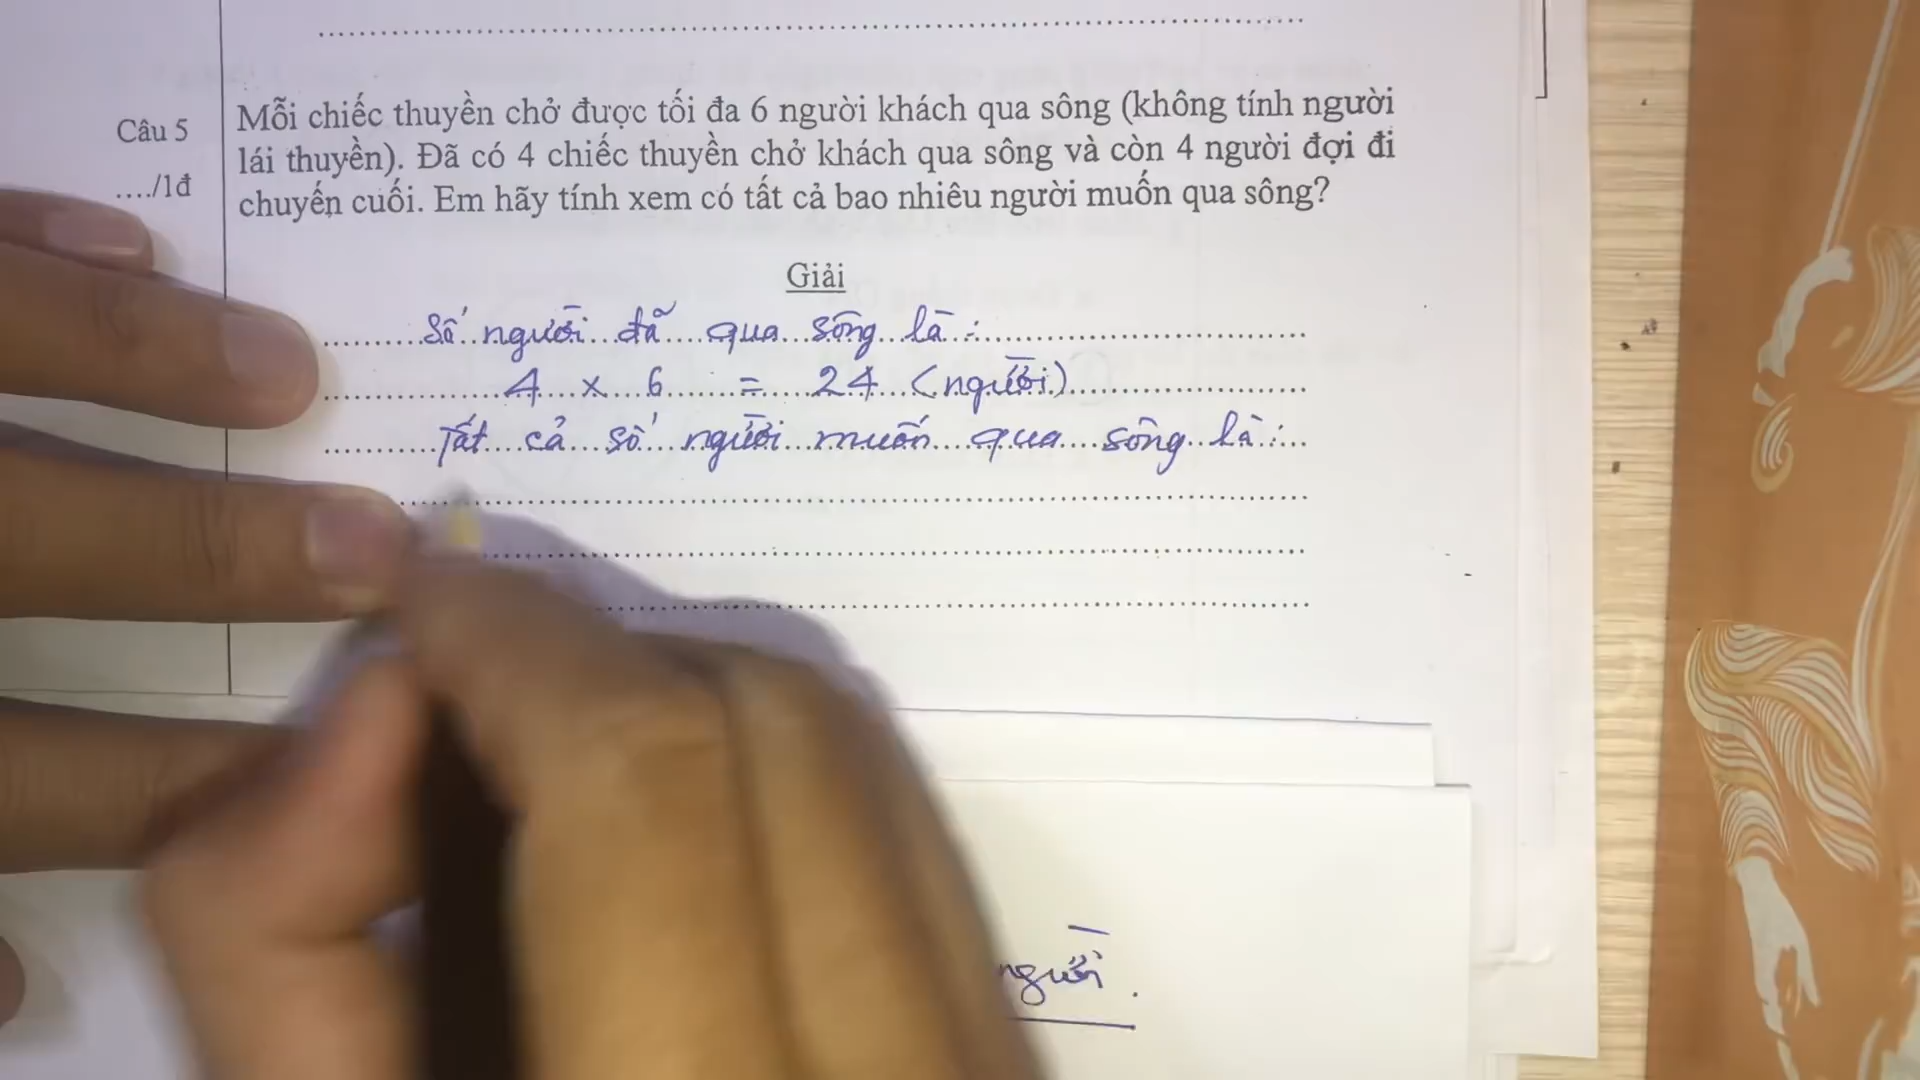 Câu 5
..../1đ
Mỗi chiếc thuyền chở được tối đa 6 người khách qua sông (không tính người
lái thuyền). Đã có 4 chiếc thuyền chở khách qua sông và còn 4 người đợi đi
chuyến cuối. Em hãy tính xem có tất cả bao nhiêu người muốn qua sông?
Giải
Số người đã qua sông là :
4 x 6 = 24 (người)
Tất cả số người muốn qua sông là :
người.